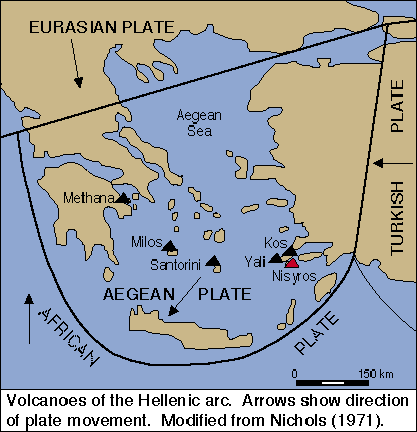 EURASIAN PLATE
Aegean
Sea
TURKISH PLATE
Methana
Milos
Santorini
Kos
Yali
Nisyros
AEGEAN PLATE
AFRICAN PLATE
0 150 km
Volcanoes of the Hellenic arc. Arrows show direction
of plate movement. Modified from Nichols (1971).